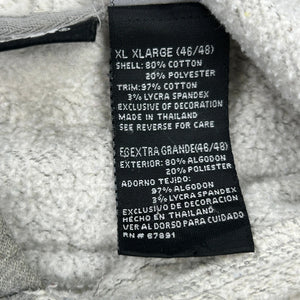 XL XLARGE (46/48)
SHELL: 80% COTTON
20% POLYESTER
TRIM: 97% COTTON
3% LYCRA SPANDEX
EXCLUSIVE OF DECORATION
MADE IN THAILAND
SEE REVERSE FOR CARE
EG EXTRA GRANDE (46/48)
EXTERIOR: 80% ALGODON
20% POLIESTER
ADORNO TEJIDO:
97% ALGODON
3% LYCRA SPANDEX
EXCLUSIVO DE DECORACION
HECHO EN THAILAND
VER AL DORSO PARA CUIDADO
RN# 67891